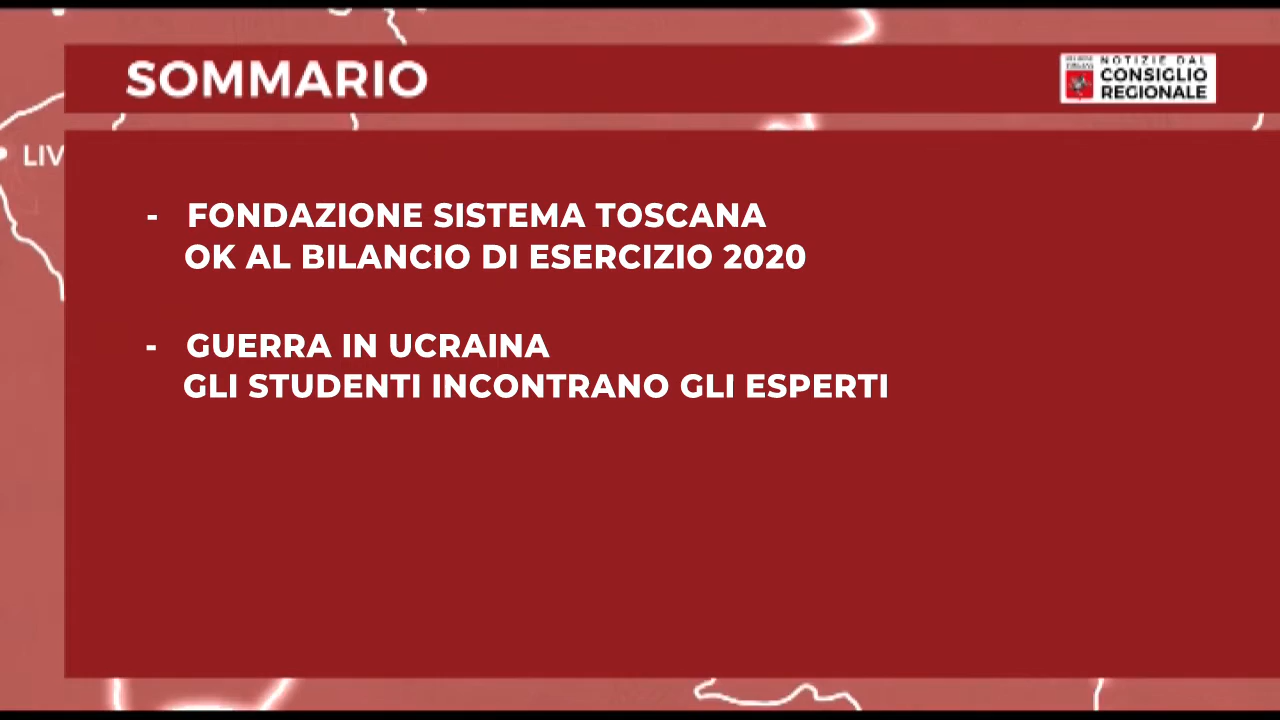 SOMMARIO
NOTIZIE DAL
CONSIGLIO
REGIONALE
LIV
- FONDAZIONE SISTEMA TOSCANA
OK AL BILANCIO DI ESERCIZIO 2020
- GUERRA IN UCRAINA
GLI STUDENTI INCONTRANO GLI ESPERTI